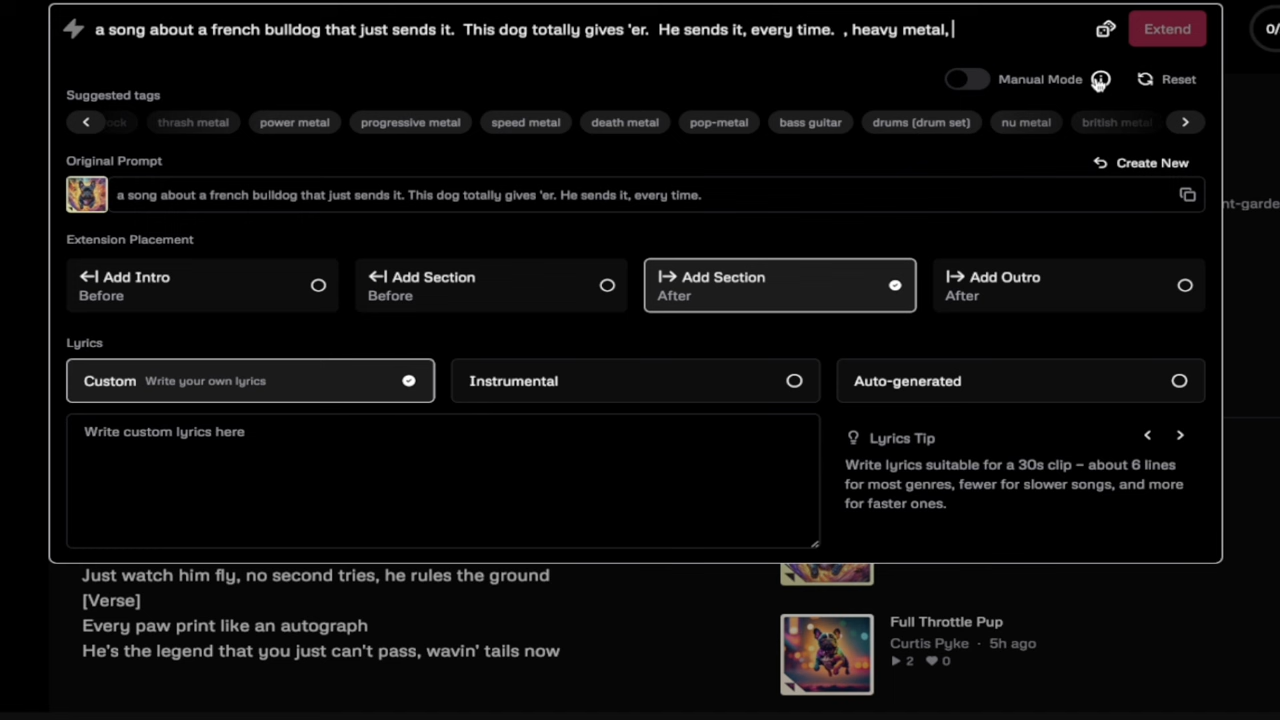 a song about a french bulldog that just sends it. This dog totally gives 'er. He sends it, every time. , heavy metal,
Extend
0/
Manual Mode
Reset
Suggested tags
ock
thrash metal
power metal
progressive metal
speed metal
death metal
pop-metal
bass guitar
drums (drum set)
nu metal
british metal
Original Prompt
Create New
a song about a french bulldog that just sends it. This dog totally gives 'er. He sends it, every time.
nt-garde
Extension Placement
Add Intro
Before
Add Section
Before
Add Section
After
Add Outro
After
Lyrics
Custom Write your own lyrics
Instrumental
Auto-generated
Write custom lyrics here
Lyrics Tip
Write lyrics suitable for a 30s clip – about 6 lines
for most genres, fewer for slower songs, and more
for faster ones.
Just watch him fly, no second tries, he rules the ground
[Verse]
Every paw print like an autograph
He's the legend that you just can't pass, wavin' tails now
Full Throttle Pup
Curtis Pyke · 5h ago
2 0